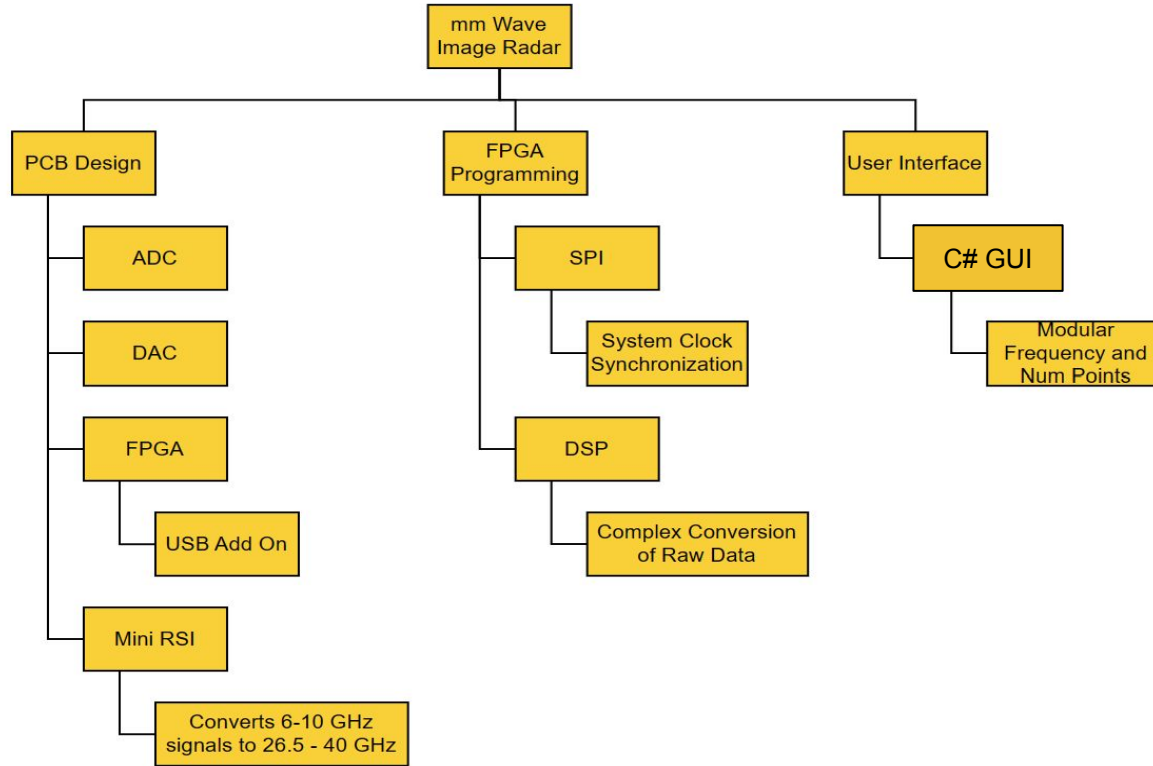 mm Wave
Image Radar
PCB Design
FPGA
Programming
User Interface
ADC
SPI
C# GUI
DAC
System Clock
Synchronization
Modular
Frequency and
Num Points
FPGA
DSP
USB Add On
Complex Conversion
of Raw Data
Mini RSI
Converts 6-10 GHz
signals to 26.5 - 40 GHz